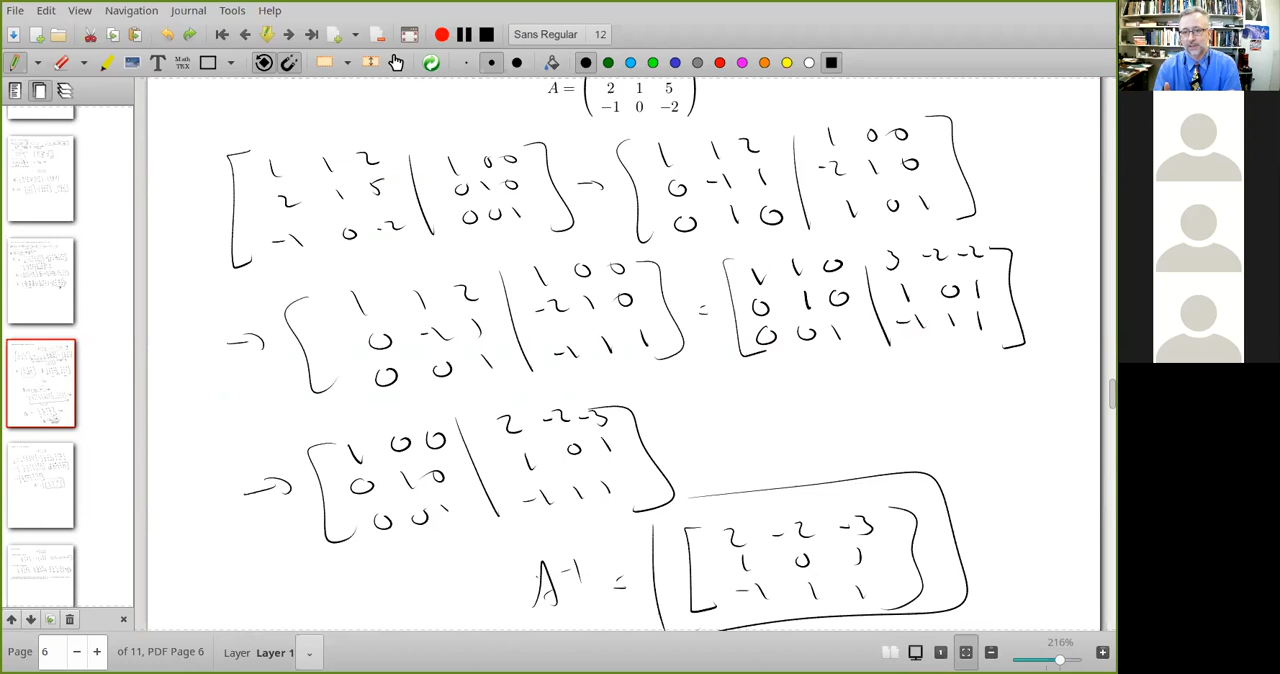 File Edit View Navigation Journal Tools Help
Sans Regular 12
Math TEX
A = ( 2 1 5
-1 0 -2 )
[ 1 1 2 | 1 0 0
2 1 5 | 0 1 0
-1 0 -2 | 0 0 1 ]
→ [ 1 1 2 | 1 0 0
0 -1 1 | -2 1 0
0 1 0 | 1 0 1 ]
→ [ 1 1 2 | 1 0 0
0 -2 1 | -2 1 0
0 0 1 | -1 1 1 ]
= [ 1 1 0 | 3 -2 -2
0 1 0 | 1 0 1
0 0 1 | -1 1 1 ]
→ [ 1 0 0 | 2 -2 -3
0 1 0 | 1 0 1
0 0 1 | -1 1 1 ]
A⁻¹ = [ 2 -2 -3
1 0 1
-1 1 1 ]
Page 6 of 11, PDF Page 6 Layer Layer 1 216%